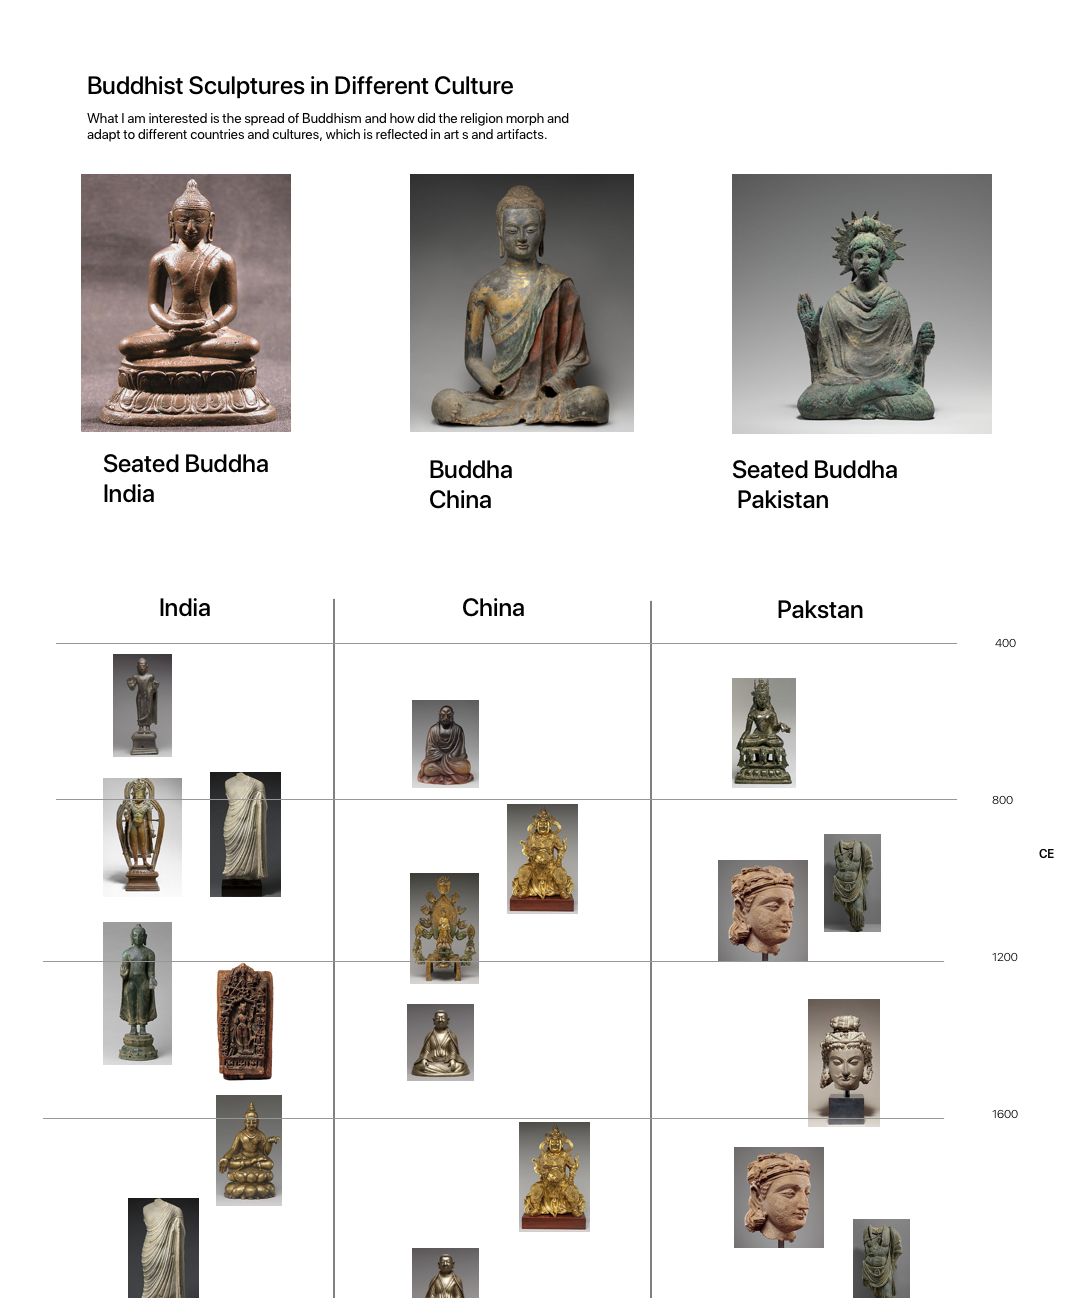 Buddhist Sculptures in Different Culture
What I am interested is the spread of Buddhism and how did the religion morph and
adapt to different countries and cultures, which is reflected in art s and artifacts.
Seated Buddha
India
Buddha
China
Seated Buddha
Pakistan
India
China
Pakstan
400
800
CE
1200
1600